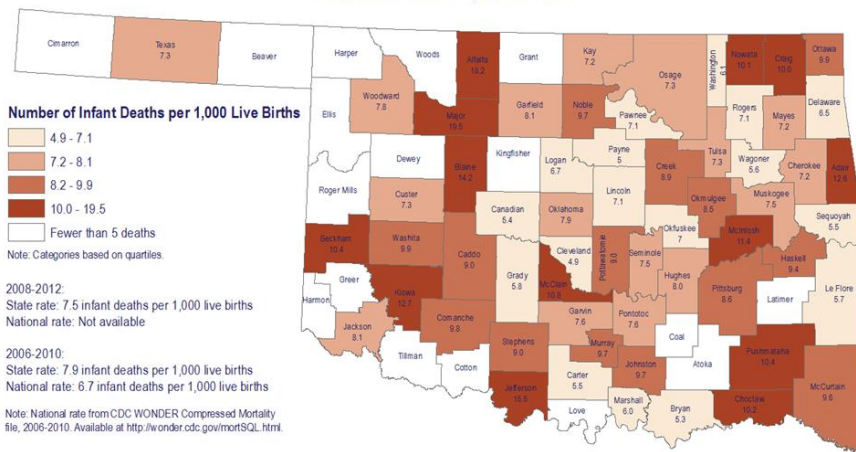 Cimarron
Texas
7.3
Beaver
Harper
Woods
Alfalfa
18.2
Grant
Kay
7.2
Osage
7.3
Washington
6.1
Nowata
10.1
Craig
10.0
Ottawa
9.9
Ellis
Woodward
7.8
Major
19.5
Garfield
8.1
Noble
9.7
Pawnee
7.1
Rogers
7.1
Mayes
7.2
Delaware
6.5
Number of Infant Deaths per 1,000 Live Births
4.9 - 7.1
7.2 - 8.1
8.2 - 9.9
10.0 - 19.5
Fewer than 5 deaths
Note: Categories based on quartiles.
2008-2012:
State rate: 7.5 infant deaths per 1,000 live births
National rate: Not available
2006-2010:
State rate: 7.9 infant deaths per 1,000 live births
National rate: 6.7 infant deaths per 1,000 live births
Note: National rate from CDC WONDER Compressed Mortality
file, 2006-2010. Available at http://wonder.cdc.gov/mortSQL.html.
Dewey
Blaine
14.2
Kingfisher
Logan
6.7
Payne
5
Creek
8.9
Tulsa
7.3
Wagoner
5.6
Cherokee
7.2
Adair
12.6
Roger Mills
Custer
7.3
Canadian
5.4
Oklahoma
7.9
Lincoln
7.1
Okmulgee
8.5
Muskogee
7.5
Sequoyah
5.5
Beckham
10.4
Washita
9.9
Caddo
9.0
Grady
5.8
Cleveland
4.9
McClain
10.8
Pottawatomie
9.0
Seminole
7.5
Okfuskee
7
McIntosh
11.4
Haskell
9.4
Hughes
8.0
Pittsburg
8.6
Latimer
Le Flore
5.7
Greer
Harmon
Kiowa
12.7
Jackson
8.1
Comanche
9.8
Tillman
Cotton
Stephens
9.0
Garvin
7.6
Pontotoc
7.6
Coal
Murray
9.7
Johnston
9.7
Atoka
Pushmataha
10.4
McCurtain
9.6
Jefferson
15.5
Carter
5.5
Love
Marshall
6.0
Bryan
5.3
Choctaw
10.2